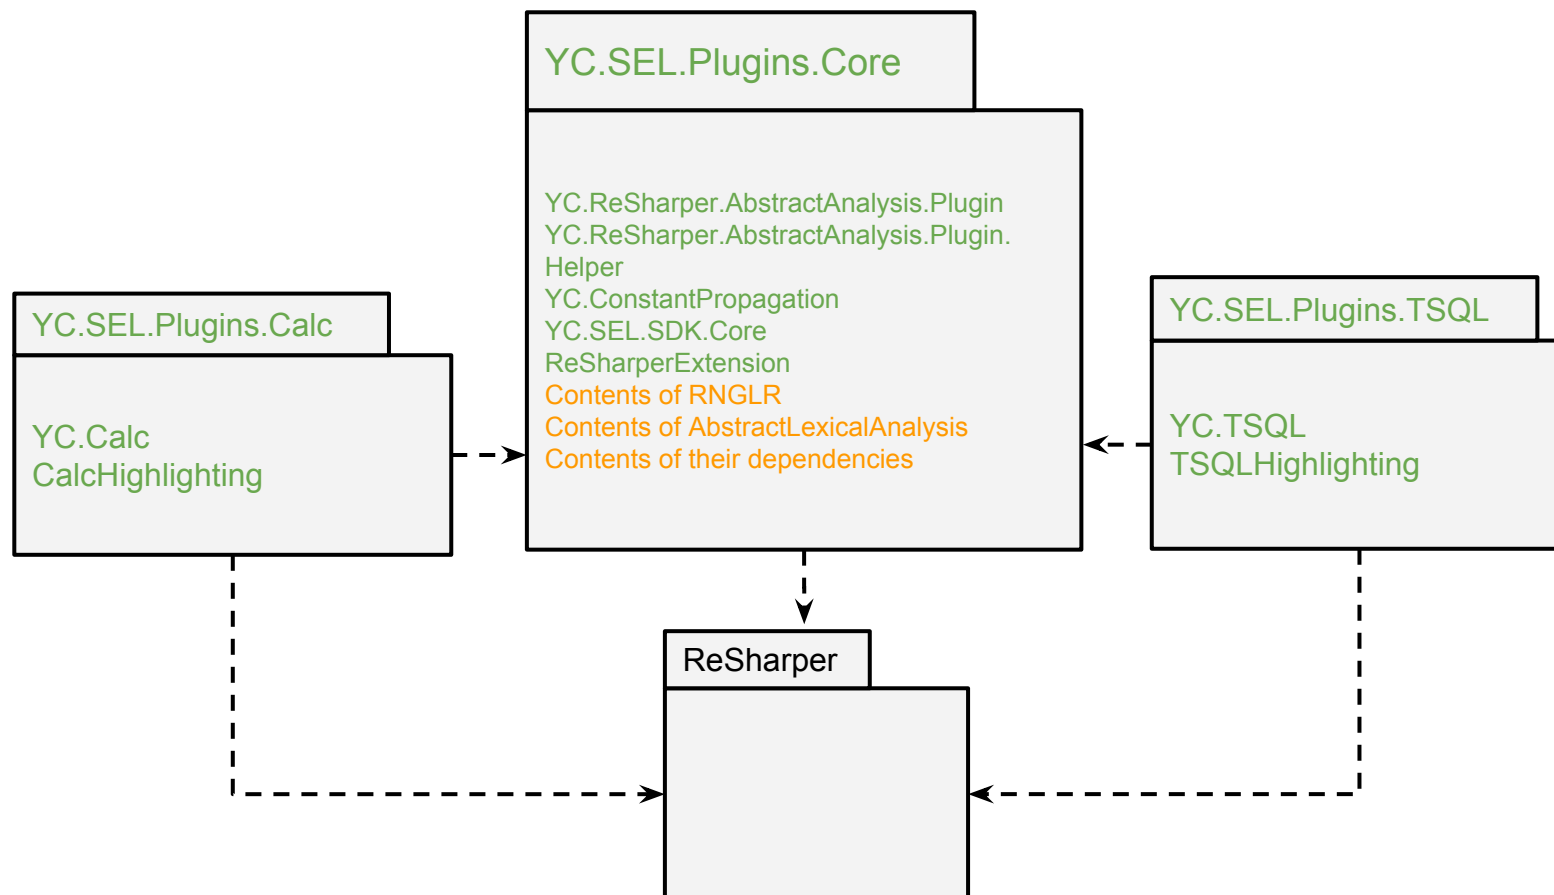 YC.SEL.Plugins.Core
YC.ReSharper.AbstractAnalysis.Plugin
YC.ReSharper.AbstractAnalysis.Plugin.
Helper
YC.ConstantPropagation
YC.SEL.SDK.Core
ReSharperExtension
Contents of RNGLR
Contents of AbstractLexicalAnalysis
Contents of their dependencies
YC.SEL.Plugins.Calc
YC.Calc
CalcHighlighting
YC.SEL.Plugins.TSQL
YC.TSQL
TSQLHighlighting
ReSharper